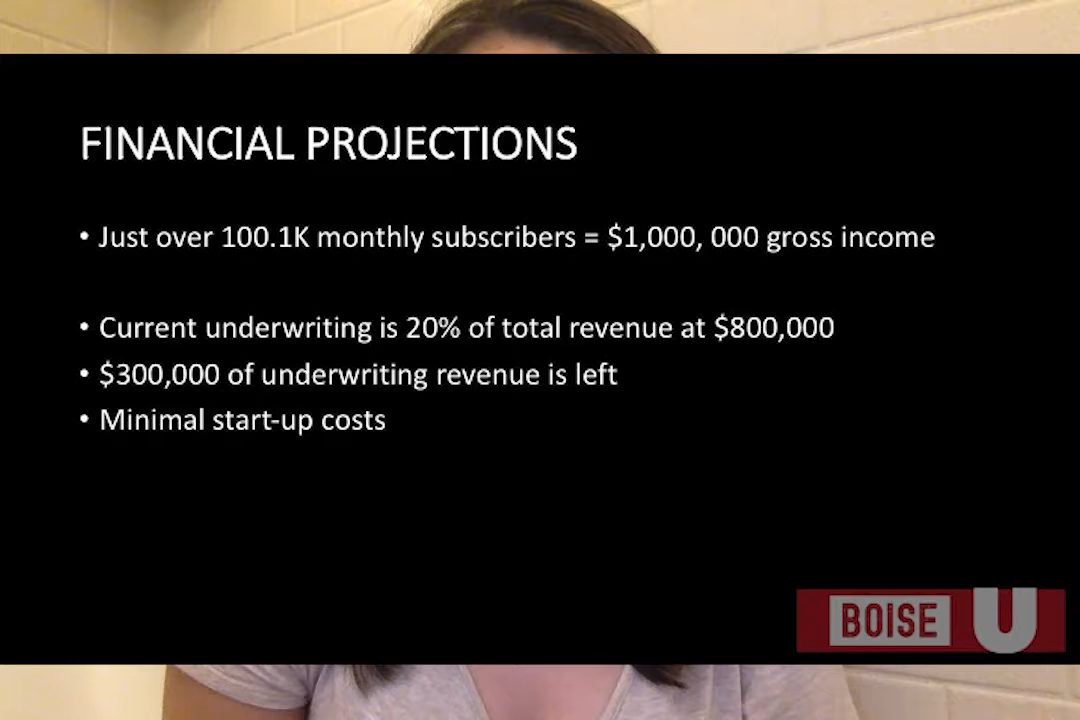 FINANCIAL PROJECTIONS
• Just over 100.1K monthly subscribers = $1,000, 000 gross income
• Current underwriting is 20% of total revenue at $800,000
• $300,000 of underwriting revenue is left
• Minimal start-up costs
BOISE U